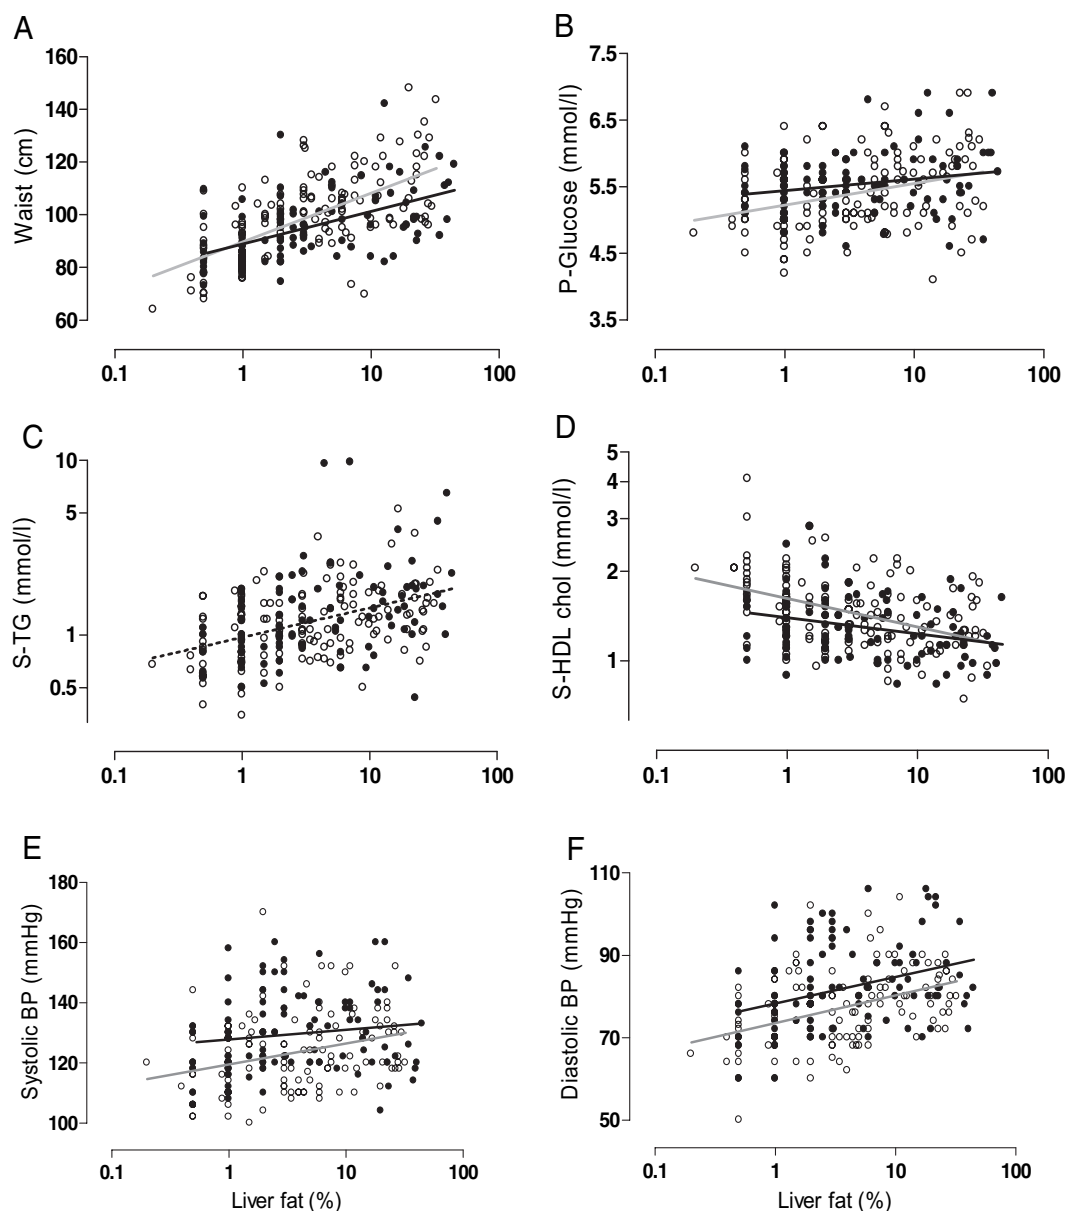 A
B
160
140
120
100
80
60
Waist (cm)
0.1 1 10 100
7.5
6.5
5.5
4.5
3.5
P-Glucose (mmol/l)
0.1 1 10 100
C
D
10
5
1
0.5
S-TG (mmol/l)
0.1 1 10 100
5
4
3
2
1
S-HDL chol (mmol/l)
0.1 1 10 100
E
F
180
160
140
120
100
Systolic BP (mmHg)
0.1 1 10 100
Liver fat (%)
110
90
70
50
Diastolic BP (mmHg)
0.1 1 10 100
Liver fat (%)